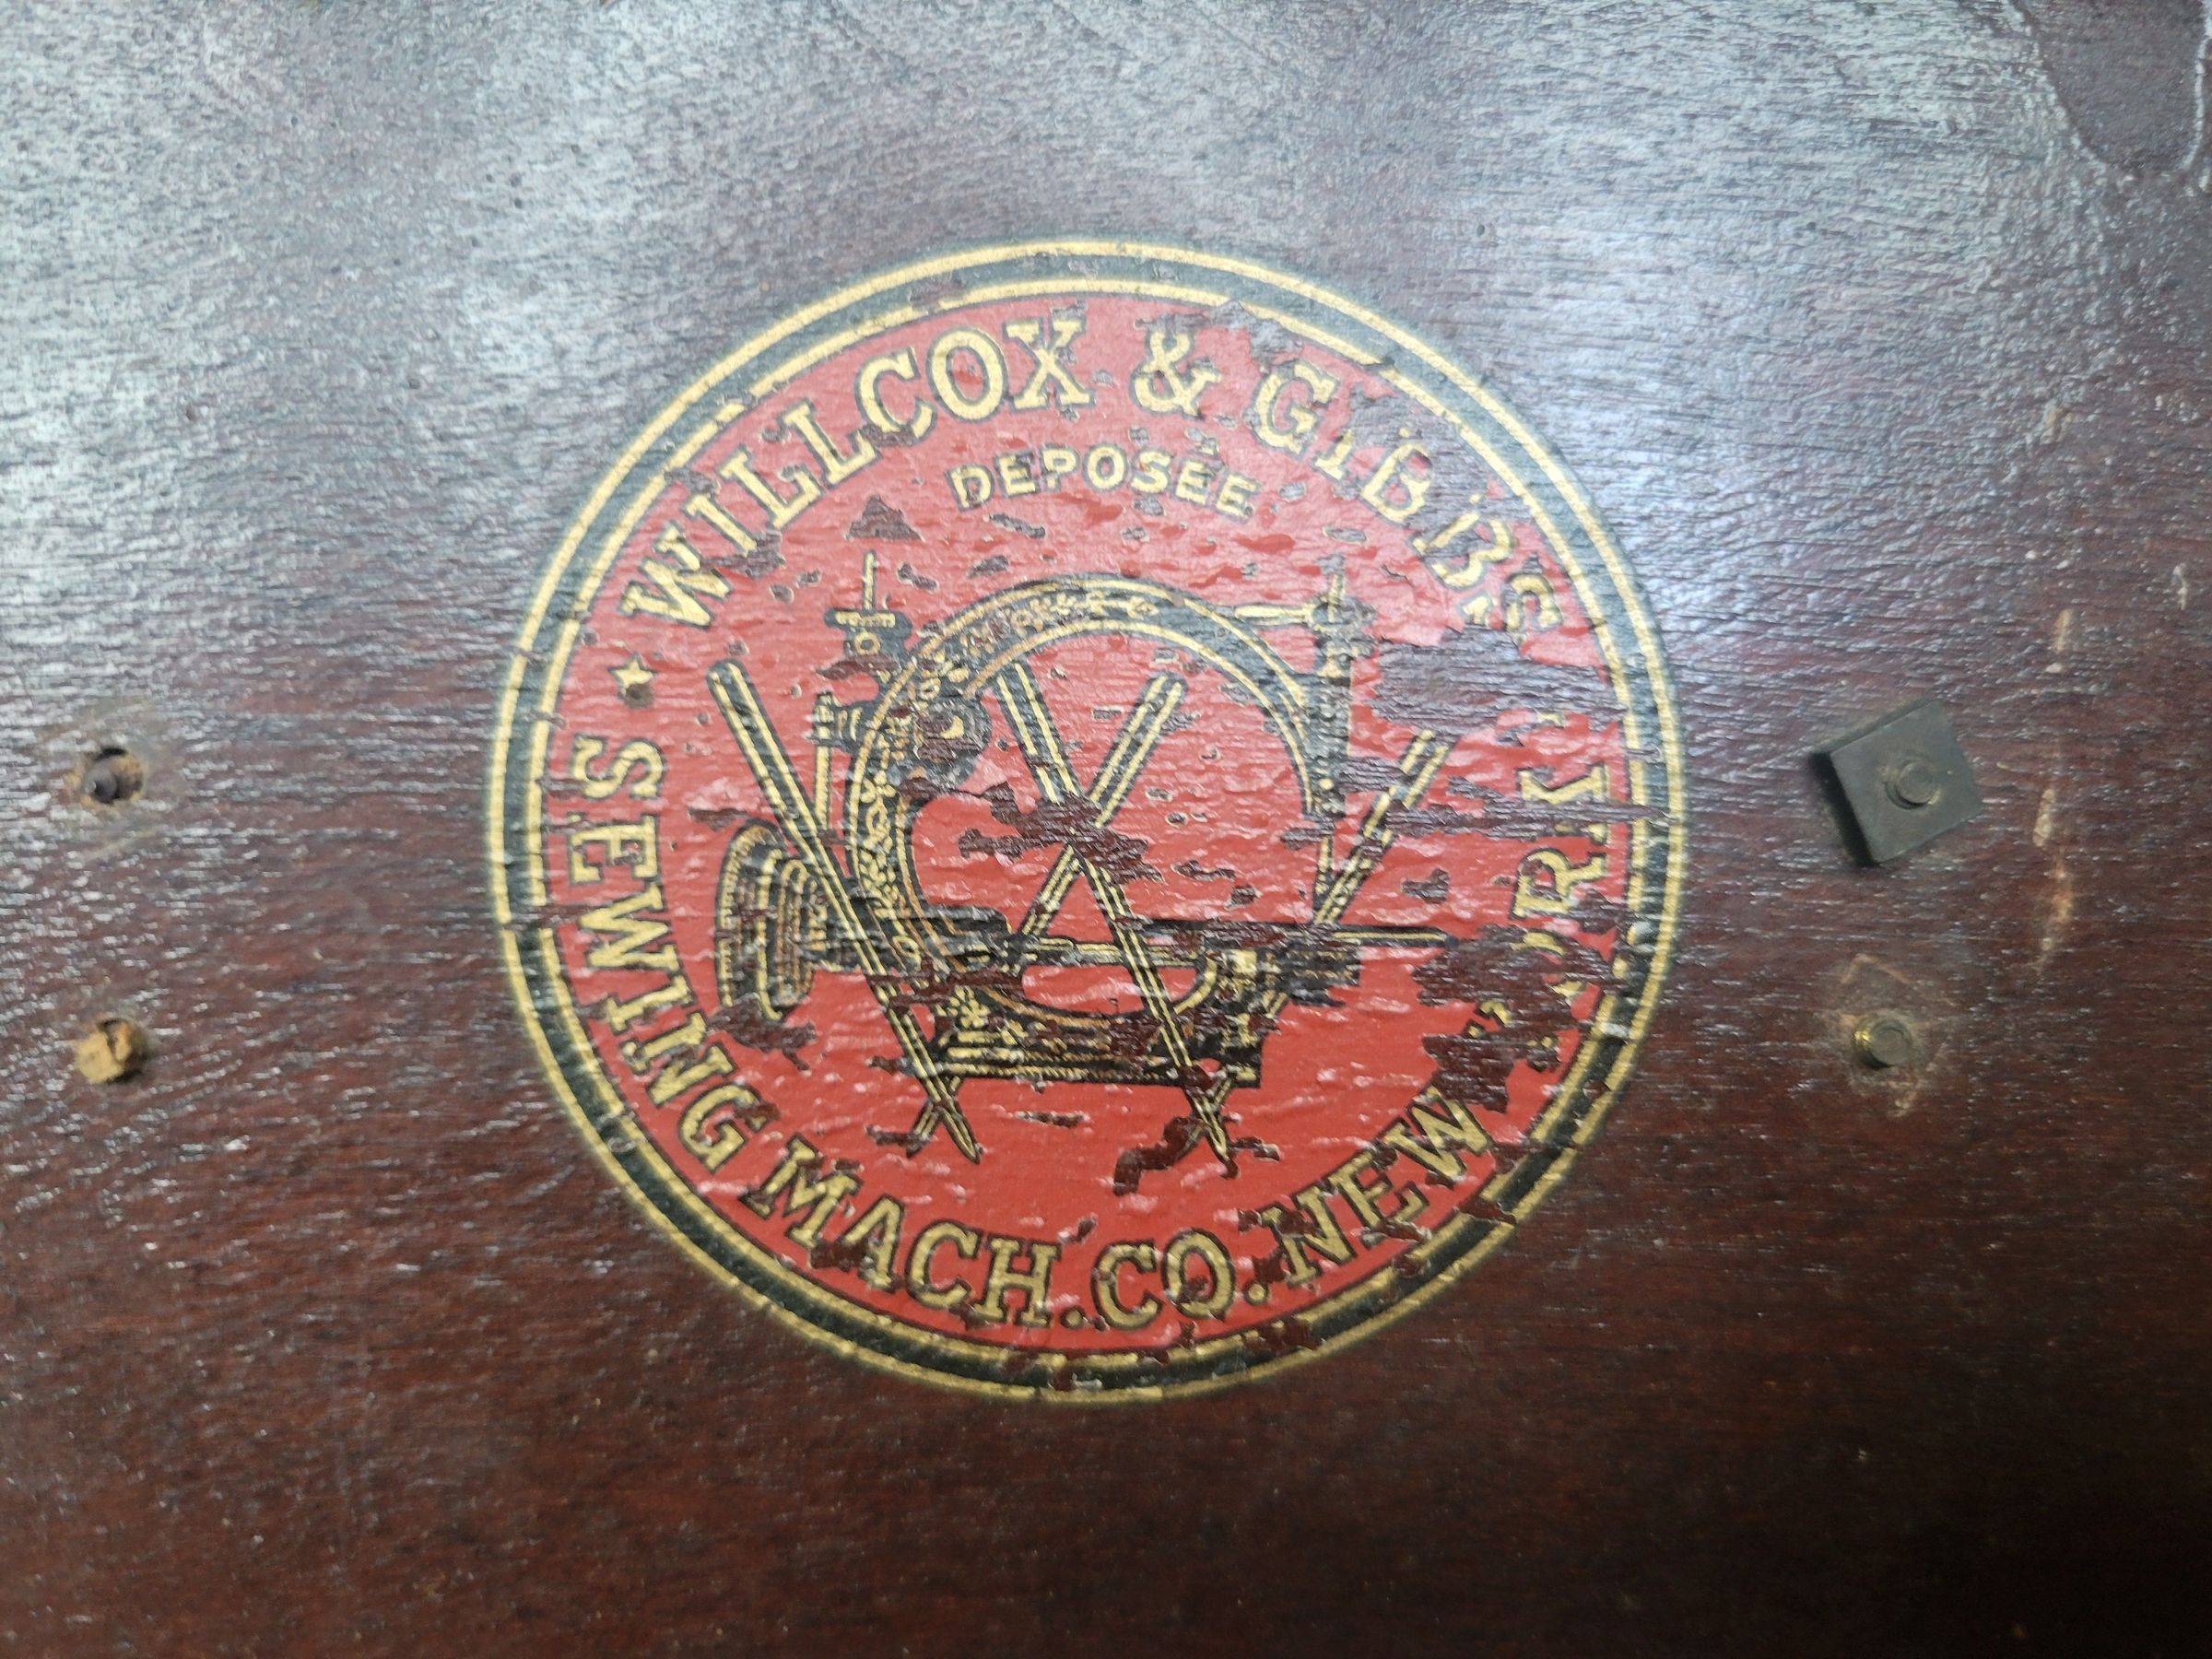 WILLCOX & GIBBS
DEPOSÉE
SEWING MACH.CO.NEW YORK